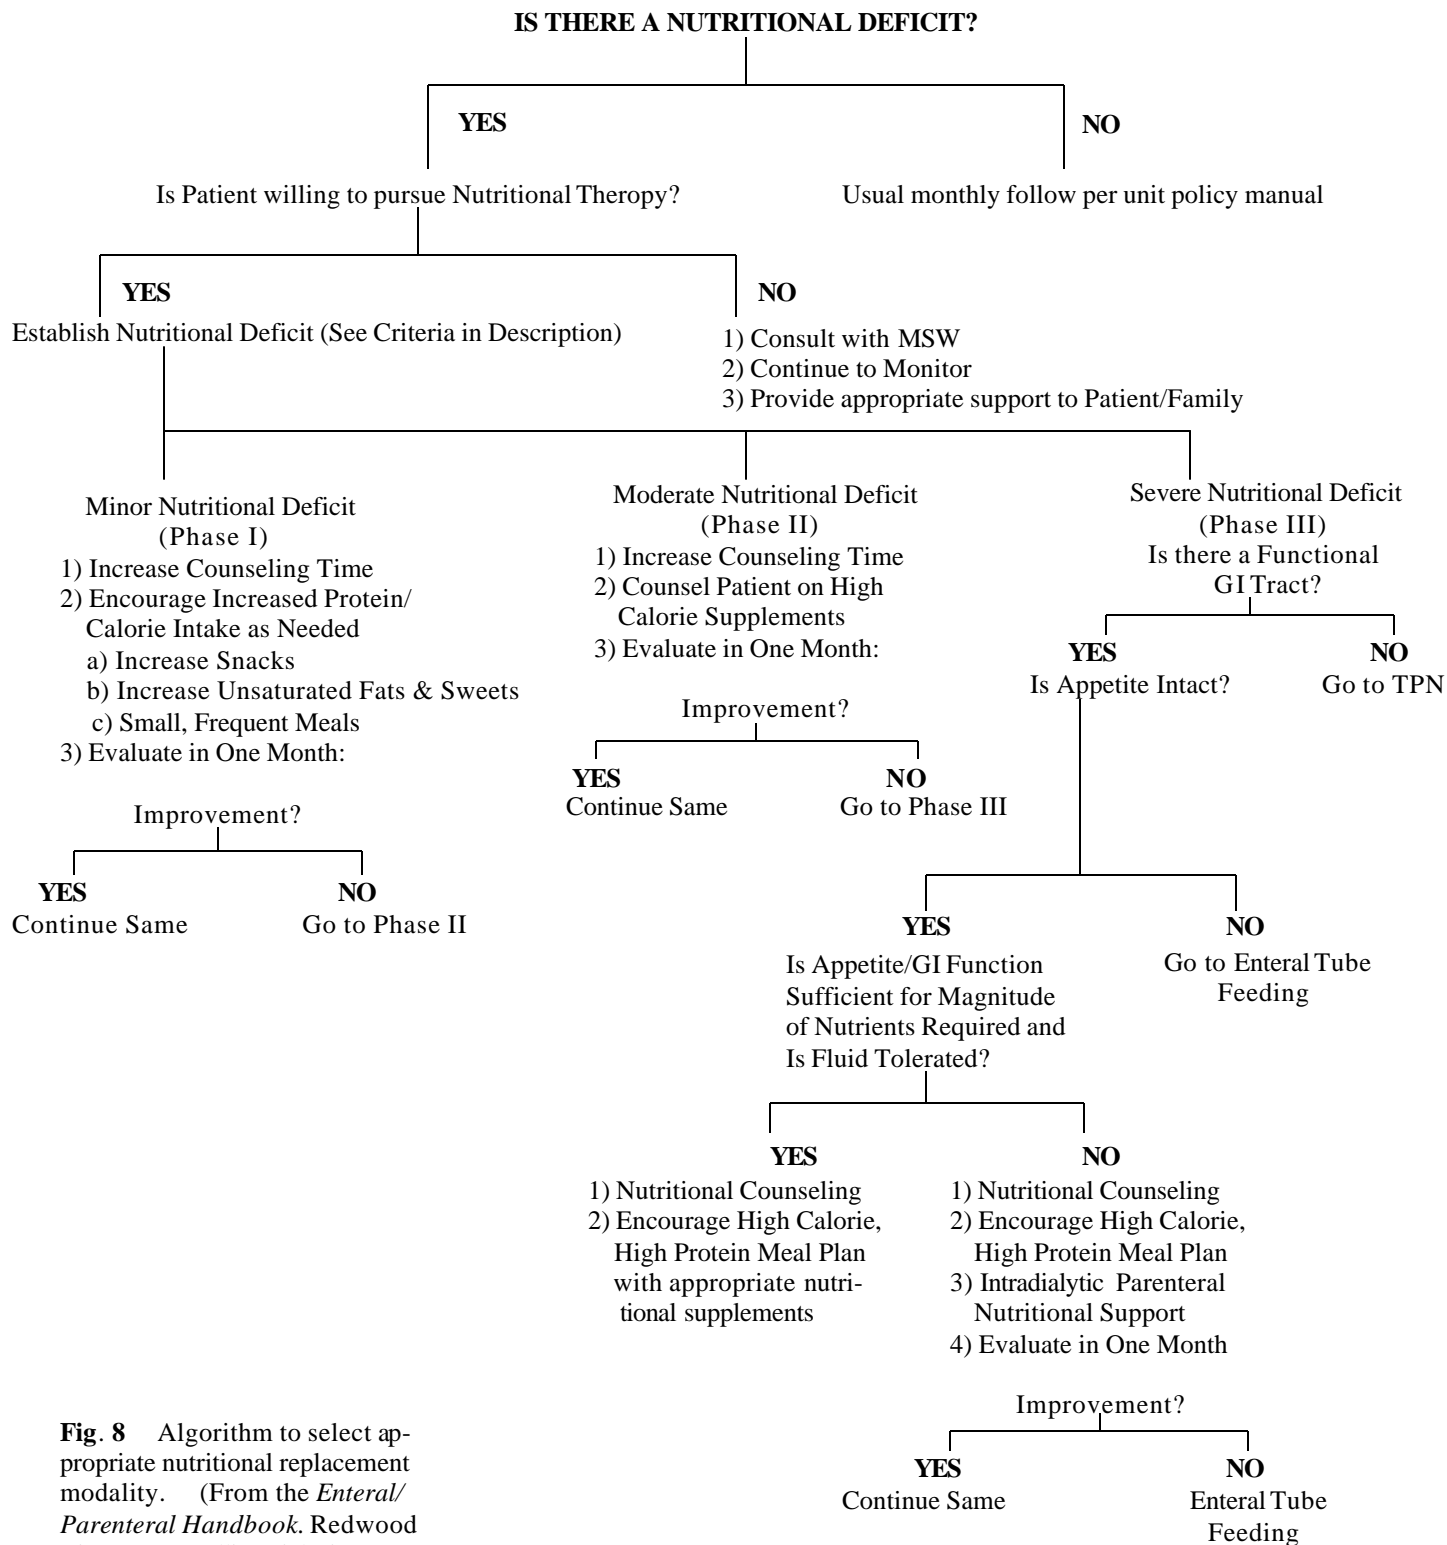 IS THERE A NUTRITIONAL DEFICIT?
YES
NO
Is Patient willing to pursue Nutritional Theropy?
Usual monthly follow per unit policy manual
YES
NO
Establish Nutritional Deficit (See Criteria in Description)
1) Consult with MSW
2) Continue to Monitor
3) Provide appropriate support to Patient/Family
Minor Nutritional Deficit
(Phase I)
1) Increase Counseling Time
2) Encourage Increased Protein/
Calorie Intake as Needed
a) Increase Snacks
b) Increase Unsaturated Fats & Sweets
c) Small, Frequent Meals
3) Evaluate in One Month:
Improvement?
YES
NO
Continue Same
Go to Phase II
Moderate Nutritional Deficit
(Phase II)
1) Increase Counseling Time
2) Counsel Patient on High
Calorie Supplements
3) Evaluate in One Month:
Improvement?
YES
NO
Continue Same
Go to Phase III
Severe Nutritional Deficit
(Phase III)
Is there a Functional
GI Tract?
YES
NO
Is Appetite Intact?
Go to TPN
YES
NO
Is Appetite/GI Function
Sufficient for Magnitude
of Nutrients Required and
Is Fluid Tolerated?
Go to Enteral Tube
Feeding
YES
NO
1) Nutritional Counseling
2) Encourage High Calorie,
High Protein Meal Plan
with appropriate nutri-
tional supplements
1) Nutritional Counseling
2) Encourage High Calorie,
High Protein Meal Plan
3) Intradialytic Parenteral
Nutritional Support
4) Evaluate in One Month
Improvement?
YES
NO
Continue Same
Enteral Tube
Feeding
Fig. 8 Algorithm to select ap-
propriate nutritional replacement
modality. (From the Enteral/
Parenteral Handbook. Redwood